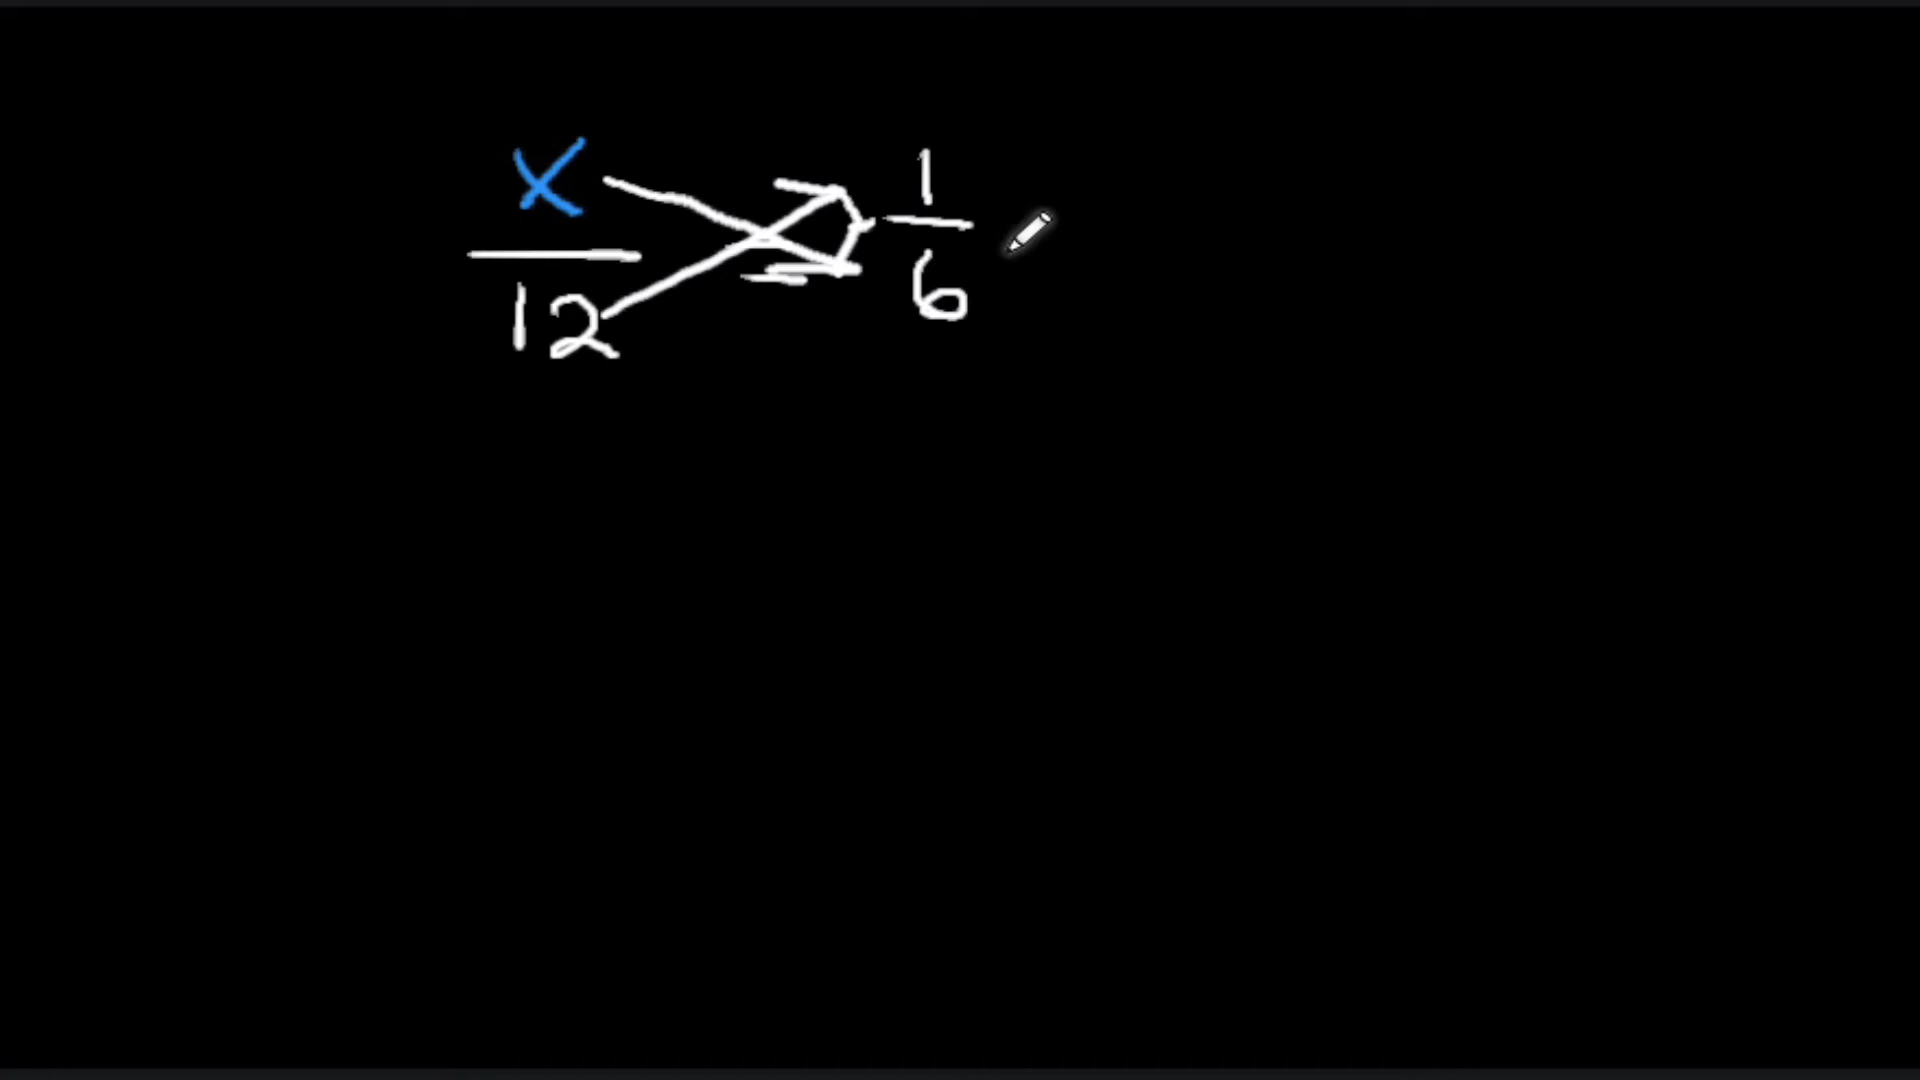 x/12 = 1/6